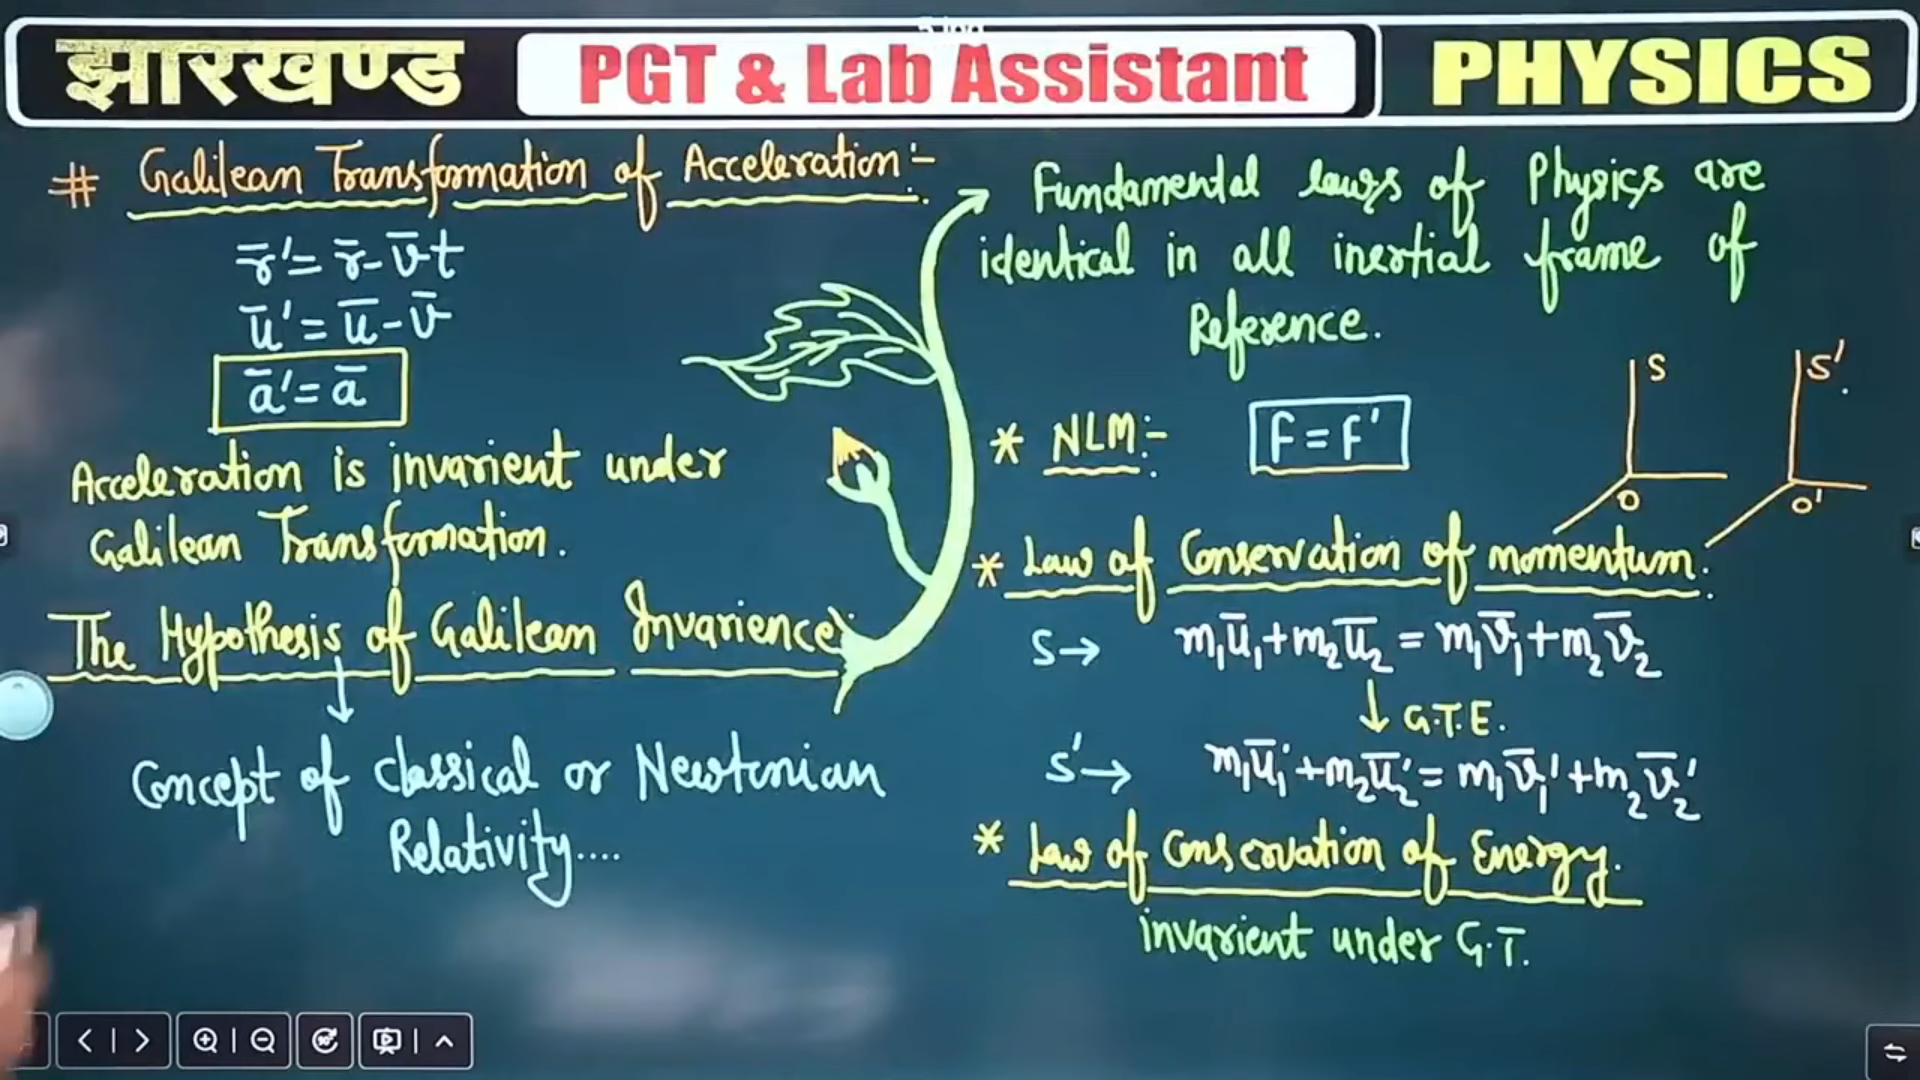 झारखण्ड PGT & Lab Assistant PHYSICS
# Galilean Transformation of Acceleration:-
r̄' = r̄ - v̄t
ū' = ū - v̄
ā' = ā
Acceleration is invarient under
Galilean Transformation.
The Hypothesis of Galilean Invarience:
Concept of Classical or Newtonian
Relativity....
Fundamental laws of Physics are
identical in all inertial frame of
Reference.
S
S'
O
O'
* NLM:- F = F'
* Law of Conservation of momentum:
S → m₁ū₁ + m₂ū₂ = m₁v̄₁ + m₂v̄₂
↓ G.T.E.
S' → m₁ū₁' + m₂ū₂' = m₁v̄₁' + m₂v̄₂'
* Law of Conservation of Energy.
invarient under G.T.